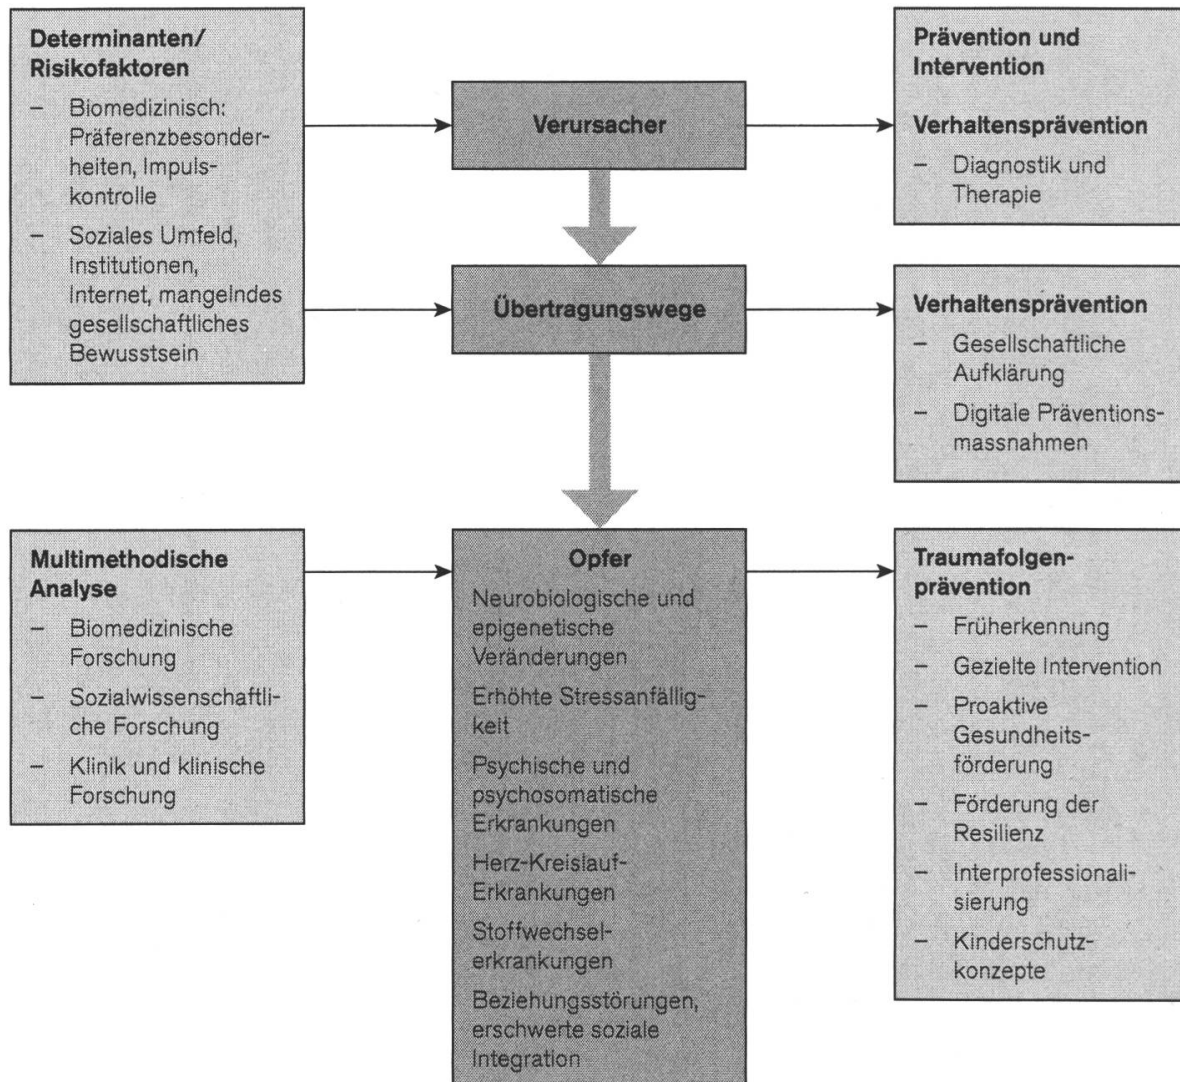 Determinanten/
Risikofaktoren
– Biomedizinisch:
Präferenzbesonder-
heiten, Impuls-
kontrolle
– Soziales Umfeld,
Institutionen,
Internet, mangelndes
gesellschaftliches
Bewusstsein
Verursacher
Prävention und
Intervention
Verhaltensprävention
– Diagnostik und
Therapie
Übertragungswege
Verhaltensprävention
– Gesellschaftliche
Aufklärung
– Digitale Präventions-
massnahmen
Multimethodische
Analyse
– Biomedizinische
Forschung
– Sozialwissenschaftli-
che Forschung
– Klinik und klinische
Forschung
Opfer
Neurobiologische und
epigenetische
Veränderungen
Erhöhte Stressanfällig-
keit
Psychische und
psychosomatische
Erkrankungen
Herz-Kreislauf-
Erkrankungen
Stoffwechsel-
erkrankungen
Beziehungsstörungen,
erschwerte soziale
Integration
Traumafolgen-
prävention
– Früherkennung
– Gezielte Intervention
– Proaktive
Gesundheits-
förderung
– Förderung der
Resilienz
– Interprofessionali-
sierung
– Kinderschutz-
konzepte